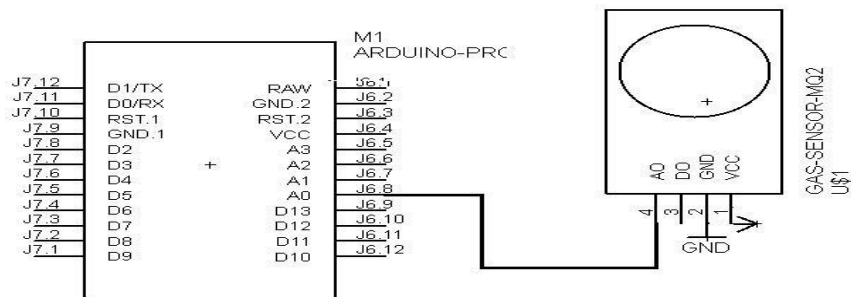 M1
ARDUINO-PRO
J7.12 D1/TX RAW J6.1
J7.11 D0/RX GND.2 J6.2
J7.10 RST.1 RST.2 J6.3
J7.9 GND.1 VCC J6.4
J7.8 D2 A3 J6.5
J7.7 D3 A2 J6.6
J7.6 D4 A1 J6.7
J7.5 D5 A0 J6.8
J7.4 D6 D13 J6.9
J7.3 D7 D12 J6.10
J7.2 D8 D11 J6.11
J7.1 D9 D10 J6.12
AO DO GND VCC
4 3 2 1
GND
GAS-SENSOR-MQ2
U$1